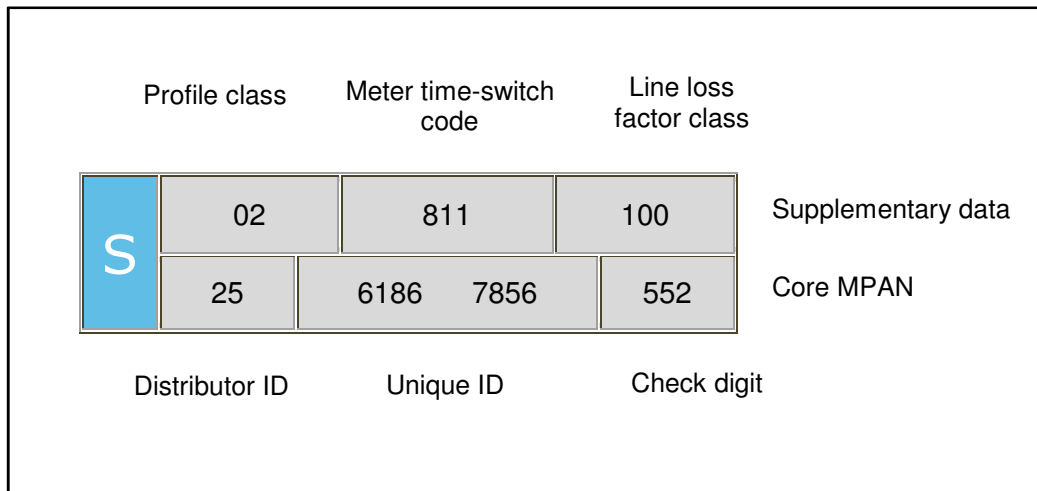 Profile class
Meter time-switch
code
Line loss
factor class
S
02
811
100
Supplementary data
25
6186 7856
552
Core MPAN
Distributor ID
Unique ID
Check digit